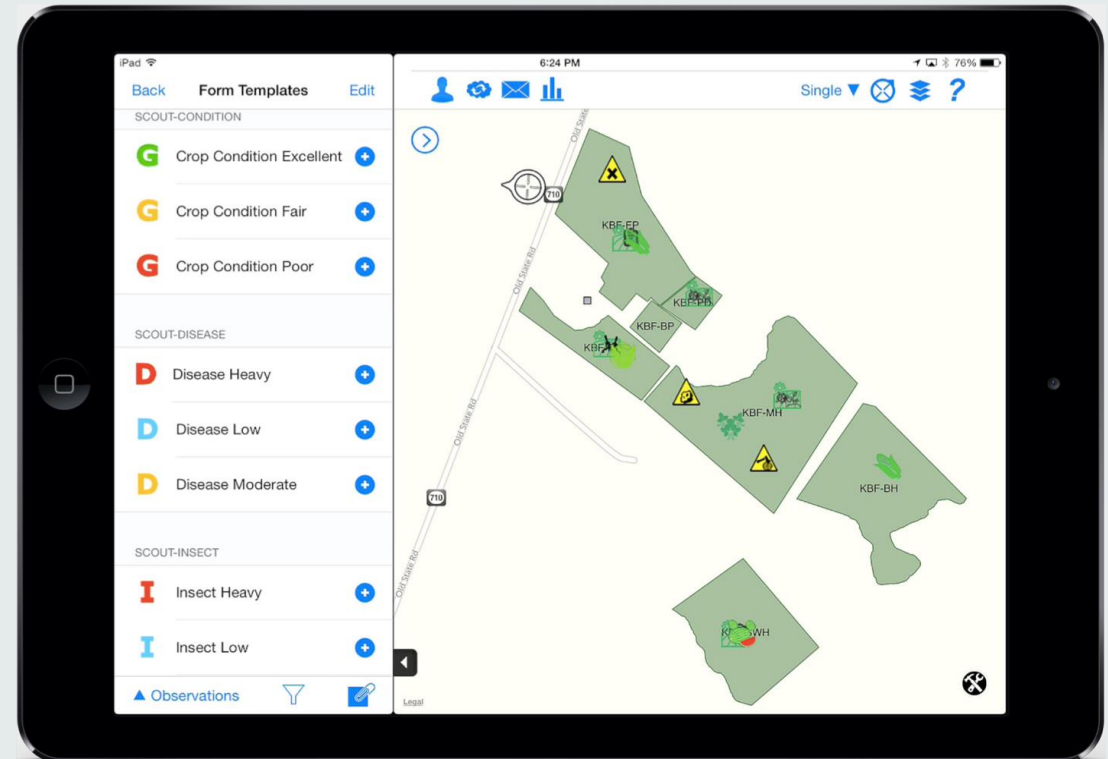 iPad
6:24 PM
76%
Back
Form Templates
Edit
Single ▼
?
SCOUT-CONDITION
G Crop Condition Excellent
G Crop Condition Fair
G Crop Condition Poor
SCOUT-DISEASE
D Disease Heavy
D Disease Low
D Disease Moderate
SCOUT-INSECT
I Insect Heavy
I Insect Low
▲ Observations
Old State
710
KBF-FP
Old State Rd
KBF-PD
KBF-BP
KBF-MH
Old State Rd
KBF-BH
710
Old State Rd
Legal